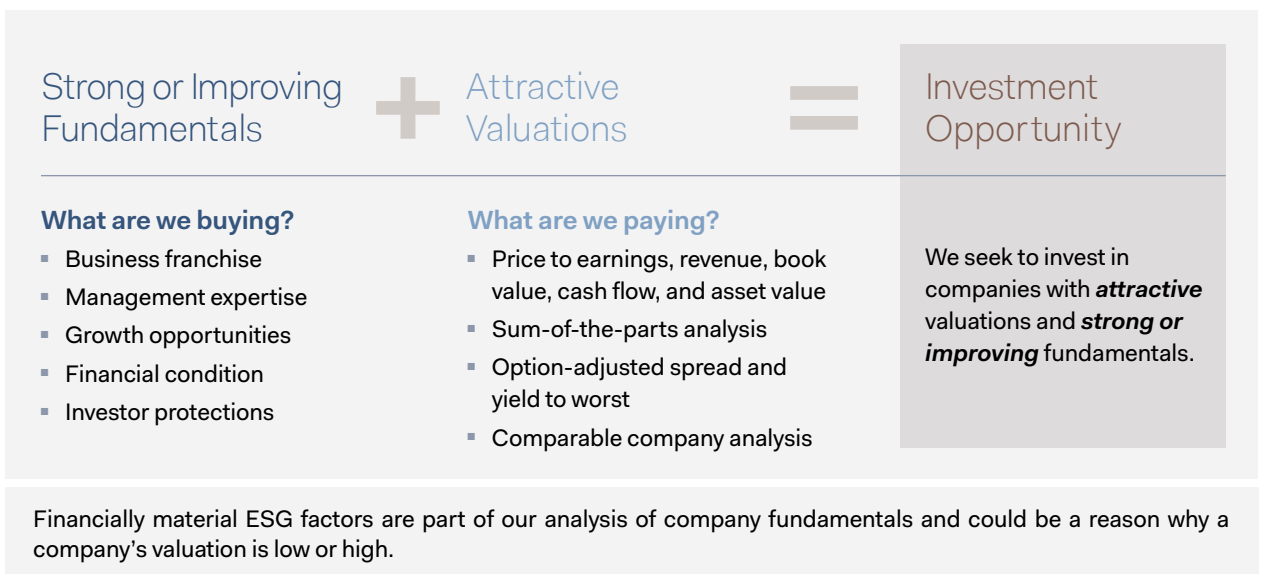 Strong or Improving
Fundamentals
+
Attractive
Valuations
=
Investment
Opportunity
What are we buying?
▪ Business franchise
▪ Management expertise
▪ Growth opportunities
▪ Financial condition
▪ Investor protections
What are we paying?
▪ Price to earnings, revenue, book
value, cash flow, and asset value
▪ Sum-of-the-parts analysis
▪ Option-adjusted spread and
yield to worst
▪ Comparable company analysis
We seek to invest in
companies with attractive
valuations and strong or
improving fundamentals.
Financially material ESG factors are part of our analysis of company fundamentals and could be a reason why a
company’s valuation is low or high.